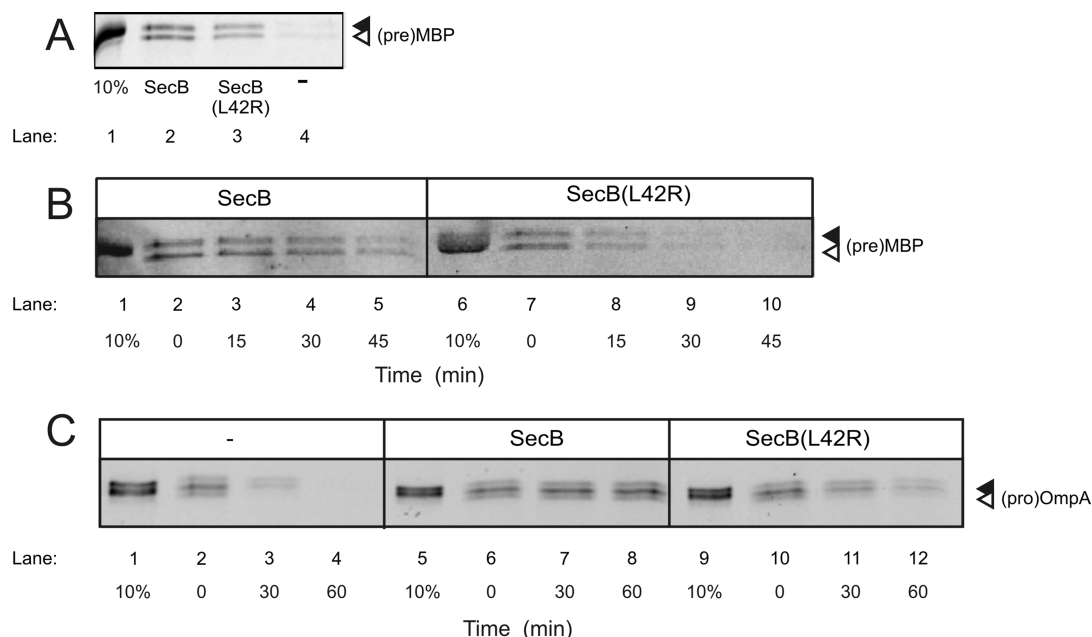 A
(pre)MBP
10% SecB SecB (L42R) -
Lane: 1 2 3 4
B
SecB SecB(L42R)
(pre)MBP
Lane: 1 2 3 4 5 6 7 8 9 10
10% 0 15 30 45 10% 0 15 30 45
Time (min)
C
- SecB SecB(L42R)
(pro)OmpA
Lane: 1 2 3 4 5 6 7 8 9 10 11 12
10% 0 30 60 10% 0 30 60 10% 0 30 60
Time (min)